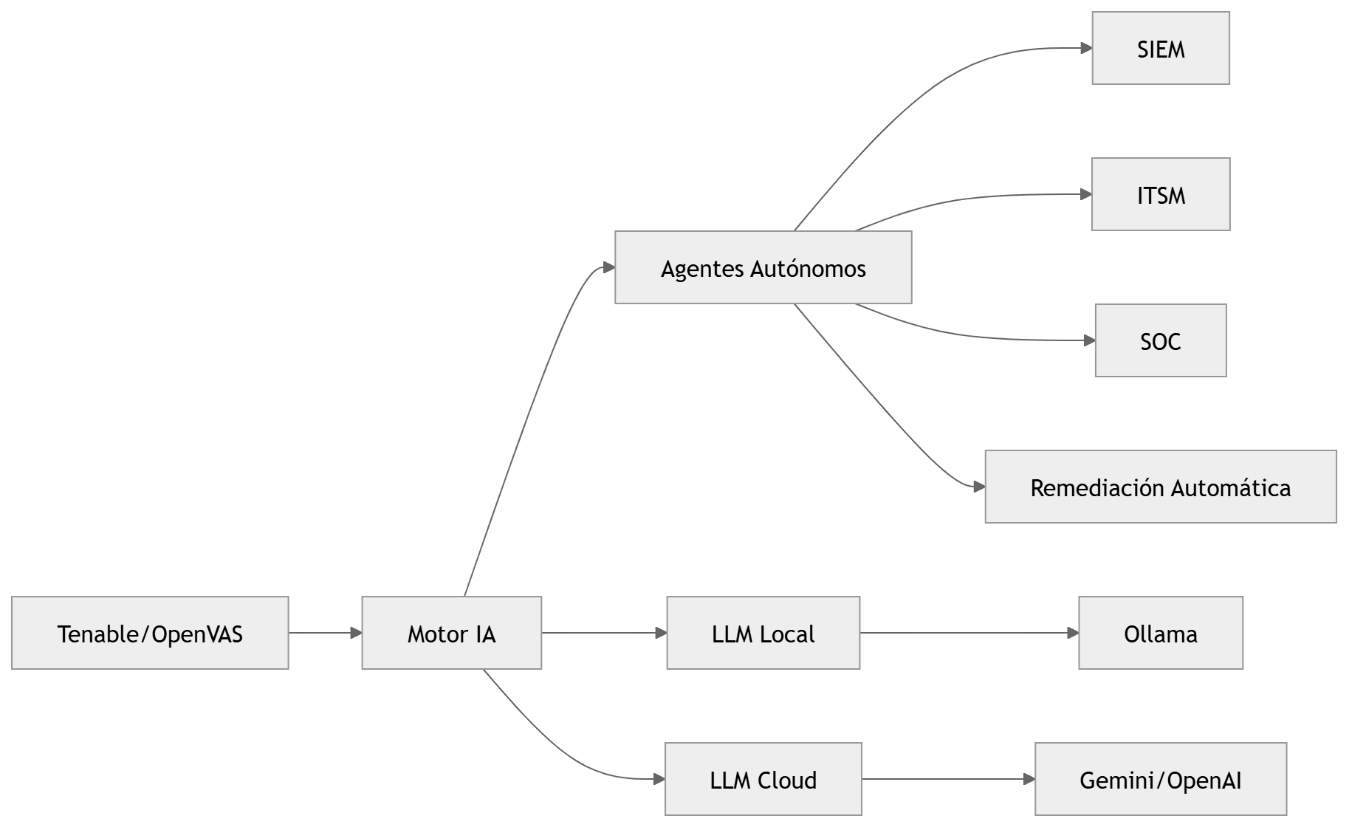 SIEM
ITSM
Agentes Autónomos
SOC
Remediación Automática
Tenable/OpenVAS
Motor IA
LLM Local
Ollama
LLM Cloud
Gemini/OpenAI